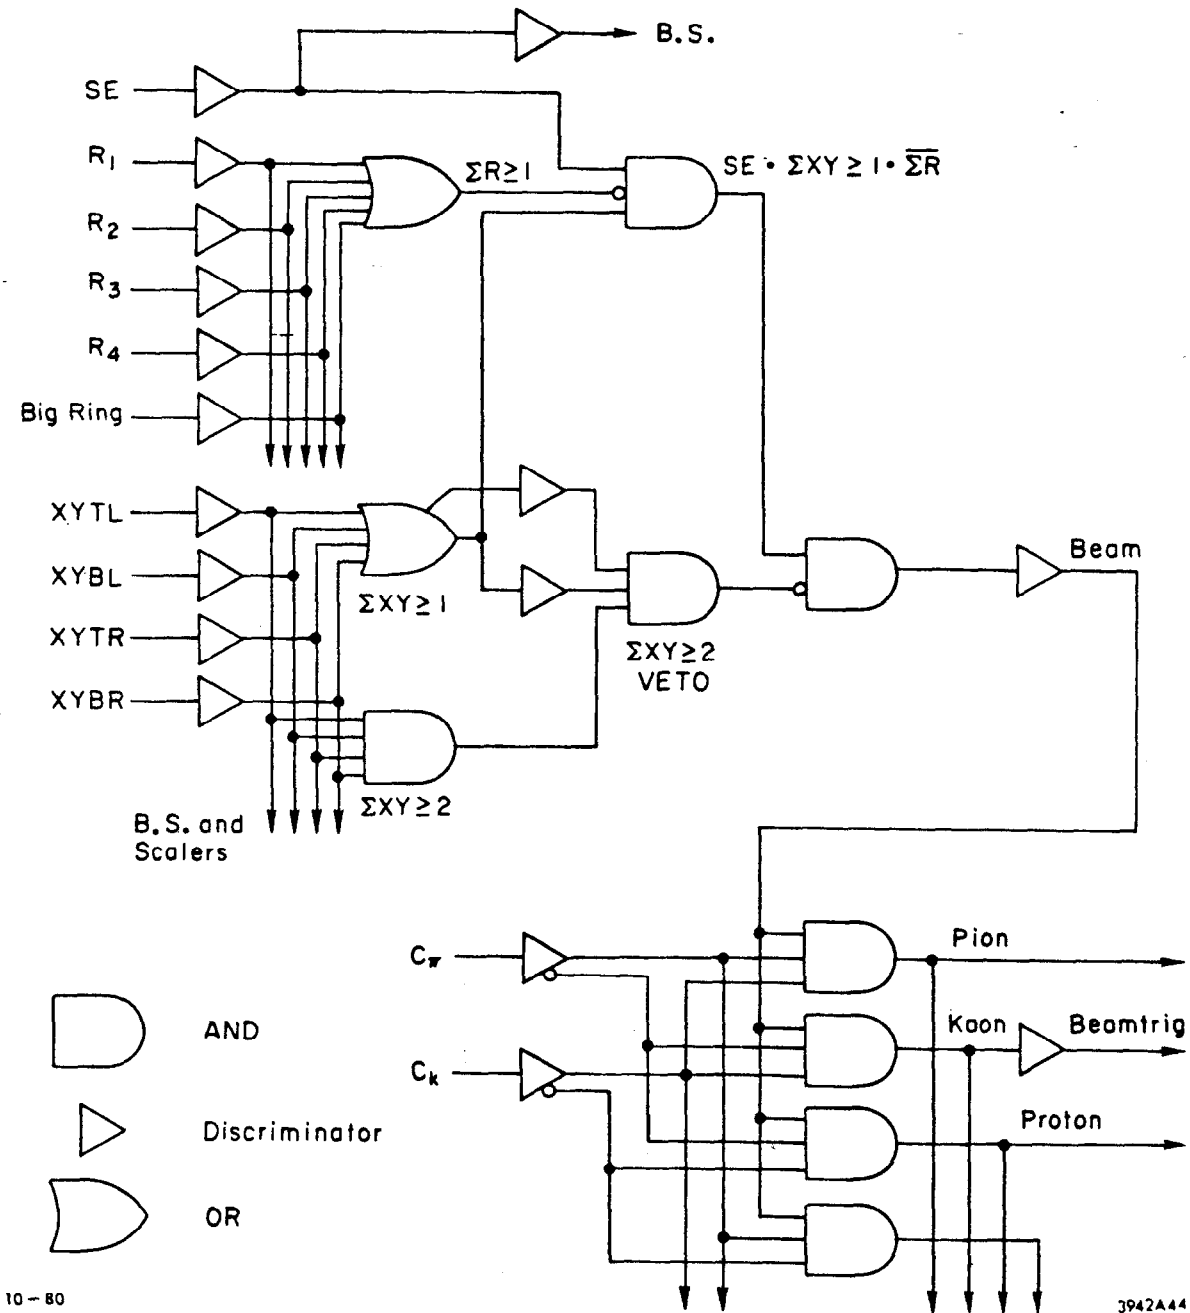 B.S.
SE
R1
ΣR≥1
SE • ΣXY ≥ 1 • \overline{ΣR}
R2
R3
R4
Big Ring
XYTL
XYBL
ΣXY≥1
XYTR
XYBR
ΣXY≥2
VETO
Beam
ΣXY≥2
B.S. and
Scalers
Cπ
Pion
Kaon
Beamtrig
Ck
Proton
AND
Discriminator
OR
10-80
3942A44